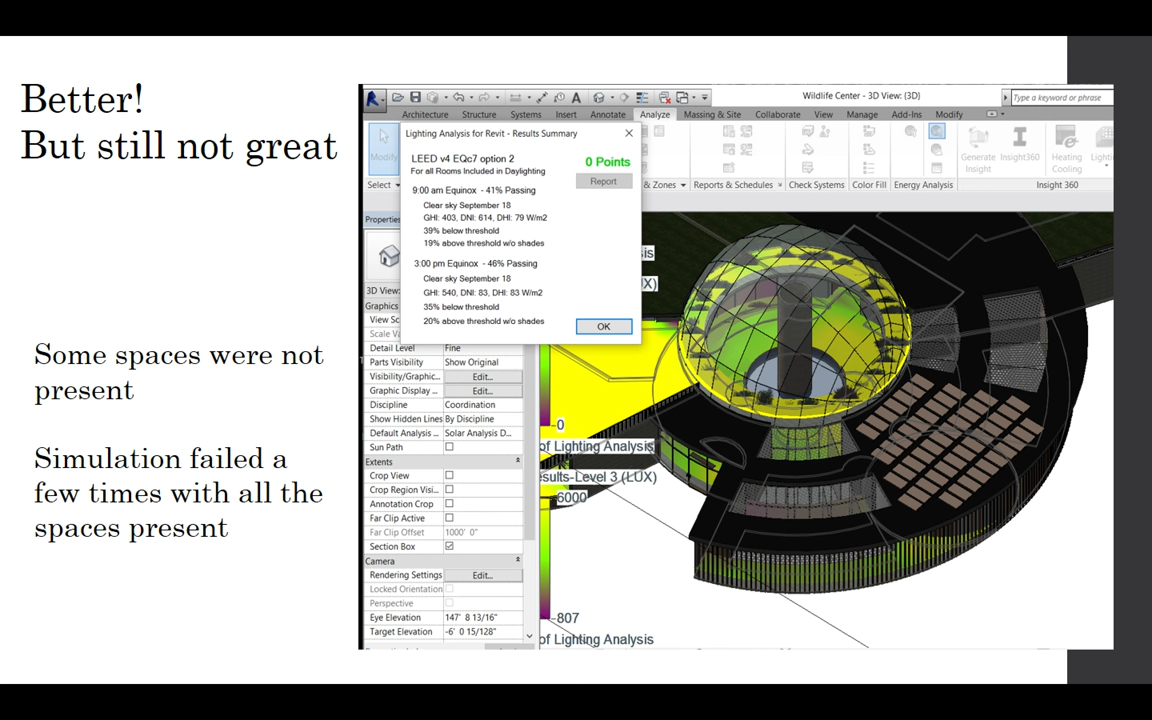 Better!
But still not great
Some spaces were not
present
Simulation failed a
few times with all the
spaces present
Wildlife Center - 3D View: {3D}
Type a keyword or phrase
Architecture Structure Systems Insert Annotate Analyze Massing & Site Collaborate View Manage Add-Ins Modify
Modify
Generate Insight360 Heating
Insight Cooling
Select & Zones Reports & Schedules Check Systems Color Fill Energy Analysis Insight 360
Lighting Analysis for Revit - Results Summary
LEED v4 EQc7 option 2
0 Points
For all Rooms Included in Daylighting
Report
9:00 am Equinox - 41% Passing
Clear sky September 18
GHI: 403, DNI: 614, DHI: 79 W/m2
39% below threshold
19% above threshold w/o shades
3:00 pm Equinox - 46% Passing
Clear sky September 18
GHI: 540, DNI: 83, DHI: 83 W/m2
35% below threshold
20% above threshold w/o shades
OK
Properties
3D View:
Graphics
View Sc
Scale Va
Detail Level Fine
Parts Visibility Show Original
Visibility/Graphic... Edit...
Graphic Display ... Edit...
Discipline Coordination
Show Hidden Lines By Discipline
Default Analysis ... Solar Analysis D...
Sun Path
Extents
Crop View
Crop Region Visi...
Annotation Crop
Far Clip Active
Far Clip Offset 1000' 0"
Section Box
Camera
Rendering Settings Edit...
Locked Orientation
Perspective
Eye Elevation 147' 8 13/16"
Target Elevation -6' 0 15/128"
0
of Lighting Analysis
sults-Level 3 (LUX)
6000
807
of Lighting Analysis